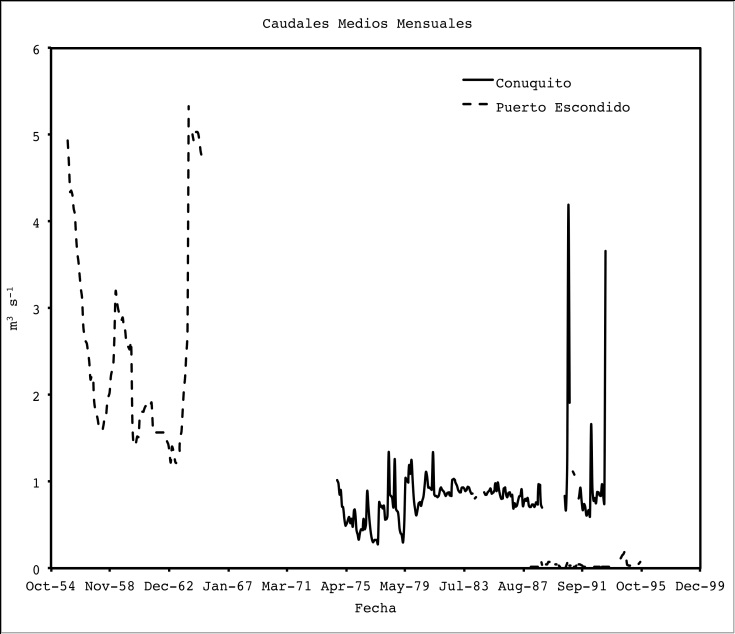 Caudales Medios Mensuales
6
Conuquito
Puerto Escondido
5
4
3
m³ s⁻¹
2
1
0
Oct-54 Nov-58 Dec-62 Jan-67 Mar-71 Apr-75 May-79 Jul-83 Aug-87 Sep-91 Oct-95 Dec-99
Fecha